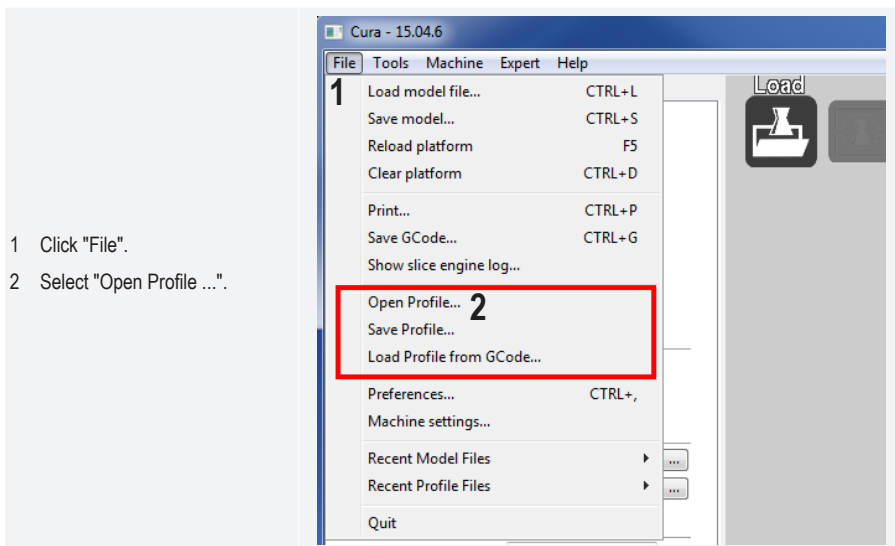 1 Click "File".
2 Select "Open Profile ...".
Cura - 15.04.6
File Tools Machine Expert Help
1
Load model file... CTRL+L
Save model... CTRL+S
Reload platform F5
Clear platform CTRL+D
Print... CTRL+P
Save GCode... CTRL+G
Show slice engine log...
Open Profile... 2
Save Profile...
Load Profile from GCode...
Preferences... CTRL+,
Machine settings...
Recent Model Files
...
Recent Profile Files
...
Quit
Load